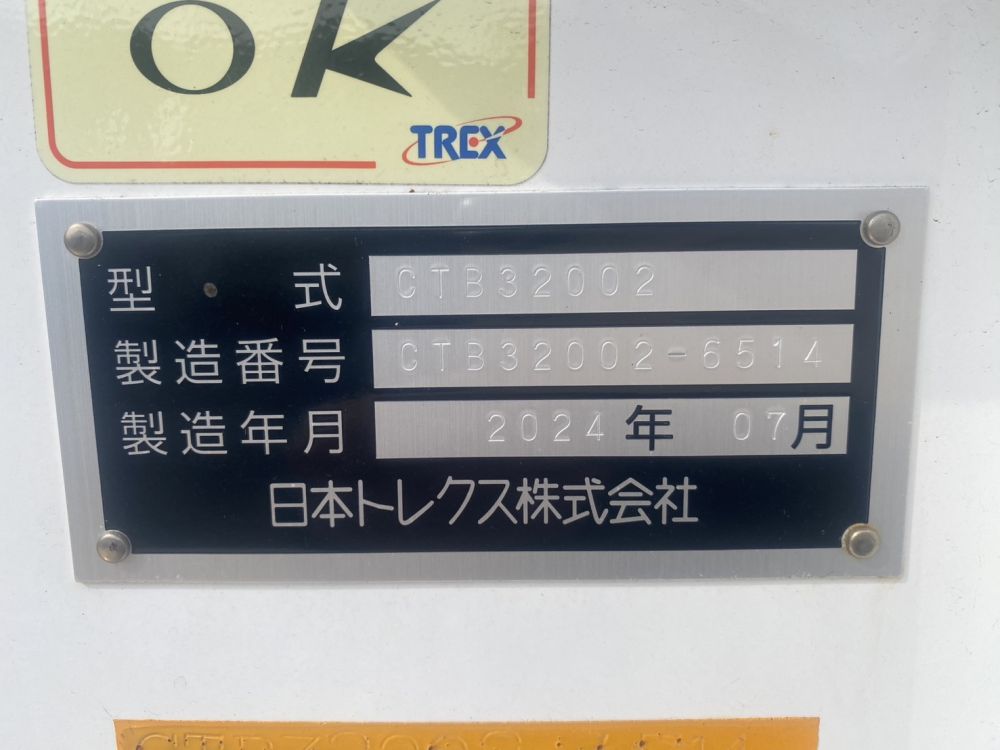 OK
TREX
型 式 CTB32002
製造番号 CTB32002-6514
製造年月 2024年 07月
日本トレクス株式会社